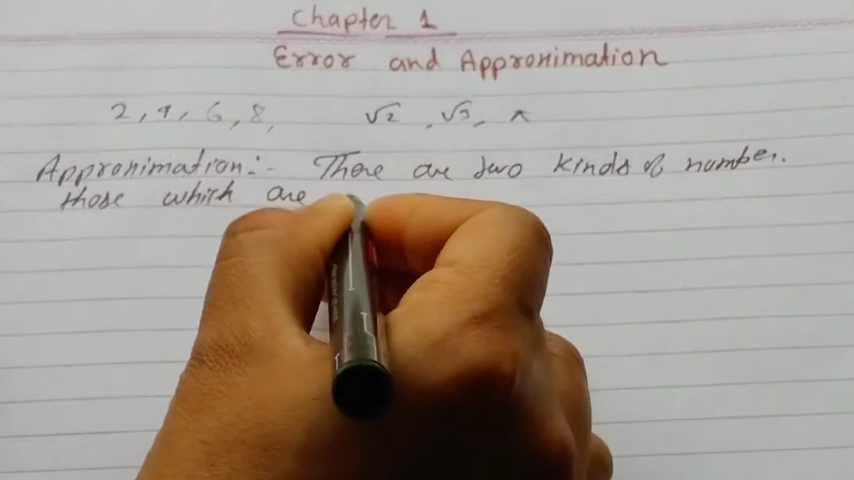 Chapter 1
Error and Approximation
2, 4, 6, 8, √2, √3, π
Approximation:- There are two kinds of number.
those which are